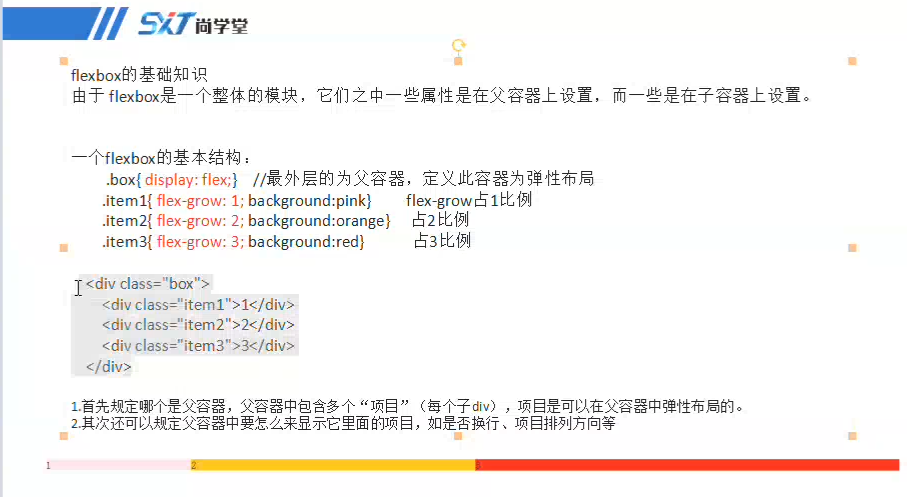 SXT尚学堂
flexbox的基础知识
由于 flexbox是一个整体的模块，它们之中一些属性是在父容器上设置，而一些是在子容器上设置。
一个flexbox的基本结构：
.box{ display: flex;} //最外层的为父容器，定义此容器为弹性布局
.item1{ flex-grow: 1; background:pink} flex-grow占1比例
.item2{ flex-grow: 2; background:orange} 占2比例
.item3{ flex-grow: 3; background:red} 占3比例
<div class="box">
<div class="item1">1</div>
<div class="item2">2</div>
<div class="item3">3</div>
</div>
1.首先规定哪个是父容器，父容器中包含多个“项目”（每个子div），项目是可以在父容器中弹性布局的。
2.其次还可以规定父容器中要怎么来显示它里面的项目，如是否换行、项目排列方向等
1 2 3